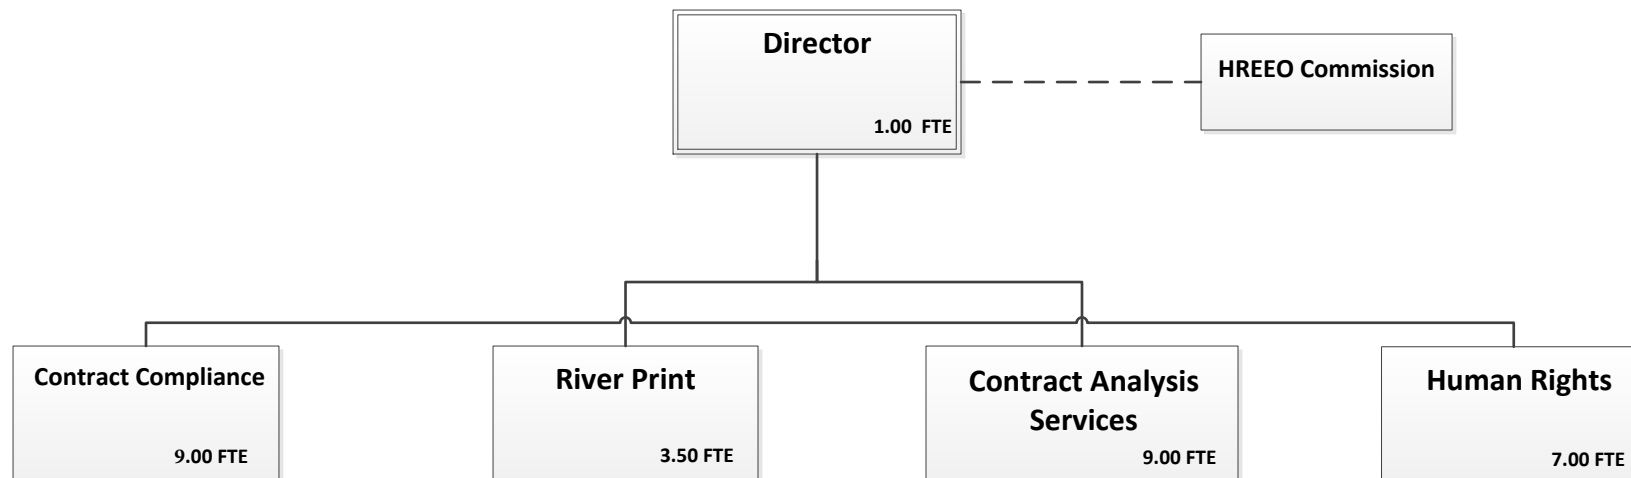 Director
1.00 FTE
HREEO Commission
Contract Compliance
9.00 FTE
River Print
3.50 FTE
Contract Analysis
Services
9.00 FTE
Human Rights
7.00 FTE